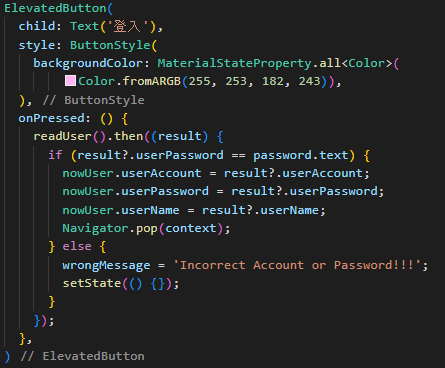 ElevatedButton(
  child: Text('登入'),
  style: ButtonStyle(
    backgroundColor: MaterialStateProperty.all<Color>(
        Color.fromARGB(255, 253, 182, 243)),
  ), // ButtonStyle
  onPressed: () {
    readUser().then((result) {
      if (result?.userPassword == password.text) {
        nowUser.userAccount = result?.userAccount;
        nowUser.userPassword = result?.userPassword;
        nowUser.userName = result?.userName;
        Navigator.pop(context);
      } else {
        wrongMessage = 'Incorrect Account or Password!!!';
        setState(() {});
      }
    });
  },
) // ElevatedButton